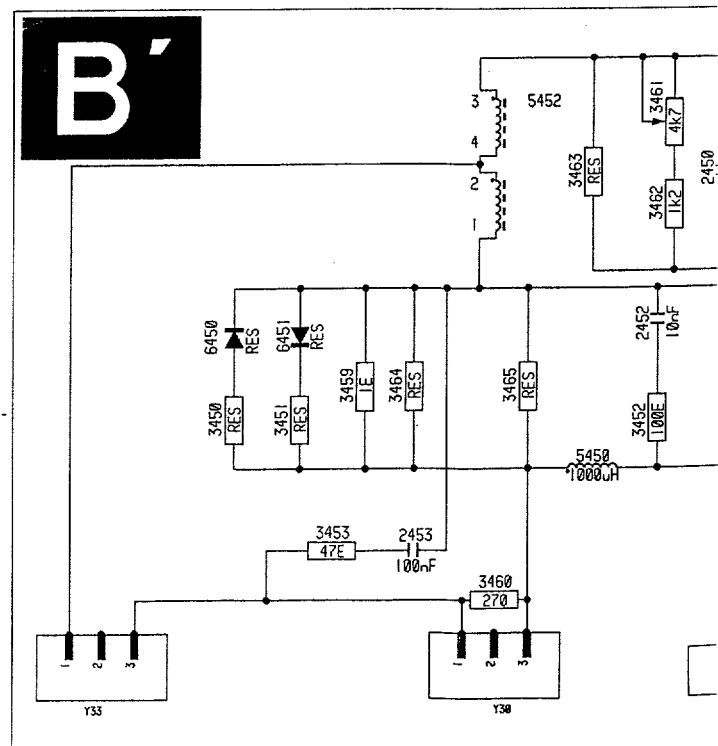 B′
3
5452
4
2
1
3461
4k7
3463
RES
3462
1k2
2450
6450
RES
6451
RES
3459
1E
3464
RES
3465
RES
2452
10nF
3450
RES
3451
RES
3452
100E
5450
1000uH
3453
47E
2453
100nF
3460
270
1
2
3
Y33
1
2
3
Y30